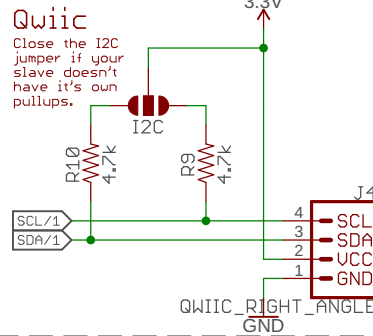 3.3V
Qwiic
Close the I2C
jumper if your
slave doesn't
have it's own
pullups.
I2C
R10
4.7k
R9
4.7k
J4
SCL/1
4
SCL
SDA/1
3
SDA
2
VCC
1
GND
QWIIC_RIGHT_ANGLE
GND